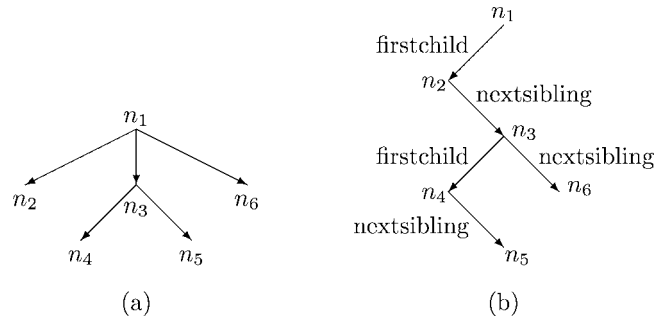 n1
n2
n3
n6
n4
n5
(a)
n1
firstchild
n2
nextsibling
n3
firstchild
nextsibling
n4
n6
nextsibling
n5
(b)